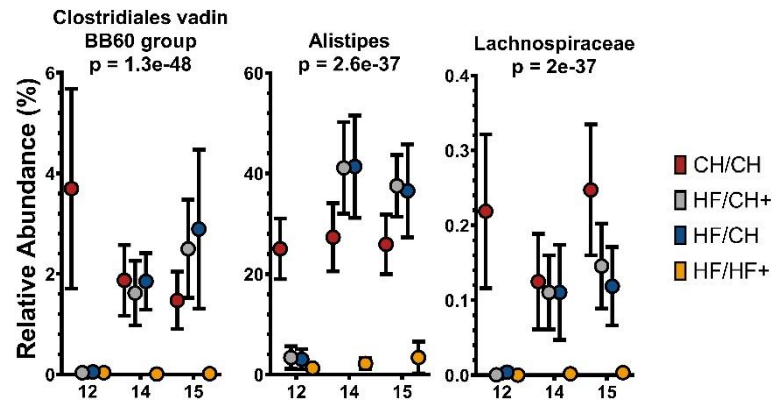 Clostridiales vadin
BB60 group
p = 1.3e-48
Alistipes
p = 2.6e-37
Lachnospiraceae
p = 2e-37
Relative Abundance (%)
6
4
2
0
12 14 15
60
40
20
0
12 14 15
0.4
0.3
0.2
0.1
0.0
12 14 15
CH/CH
HF/CH+
HF/CH
HF/HF+